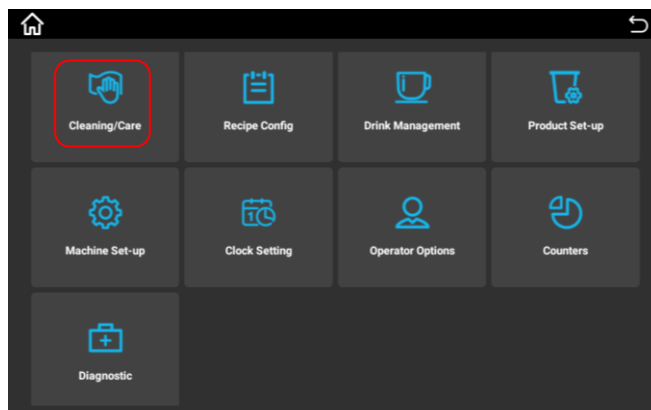 Cleaning/Care
Recipe Config
Drink Management
Product Set-up
Machine Set-up
Clock Setting
Operator Options
Counters
Diagnostic